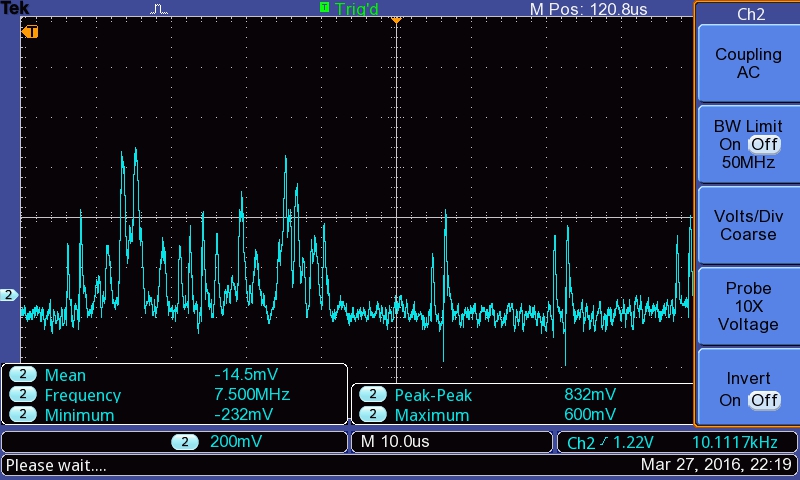 Tek
T Trig'd
M Pos: 120.8us
Ch2
T
Coupling
AC
BW Limit
On Off
50MHz
Volts/Div
Coarse
Probe
10X
Voltage
Invert
On Off
2
2 Mean -14.5mV
2 Frequency 7.500MHz
2 Minimum -232mV
2 Peak-Peak 832mV
2 Maximum 600mV
2 200mV
M 10.0us
Ch2 1.22V 10.1117kHz
Please wait....
Mar 27, 2016, 22:19